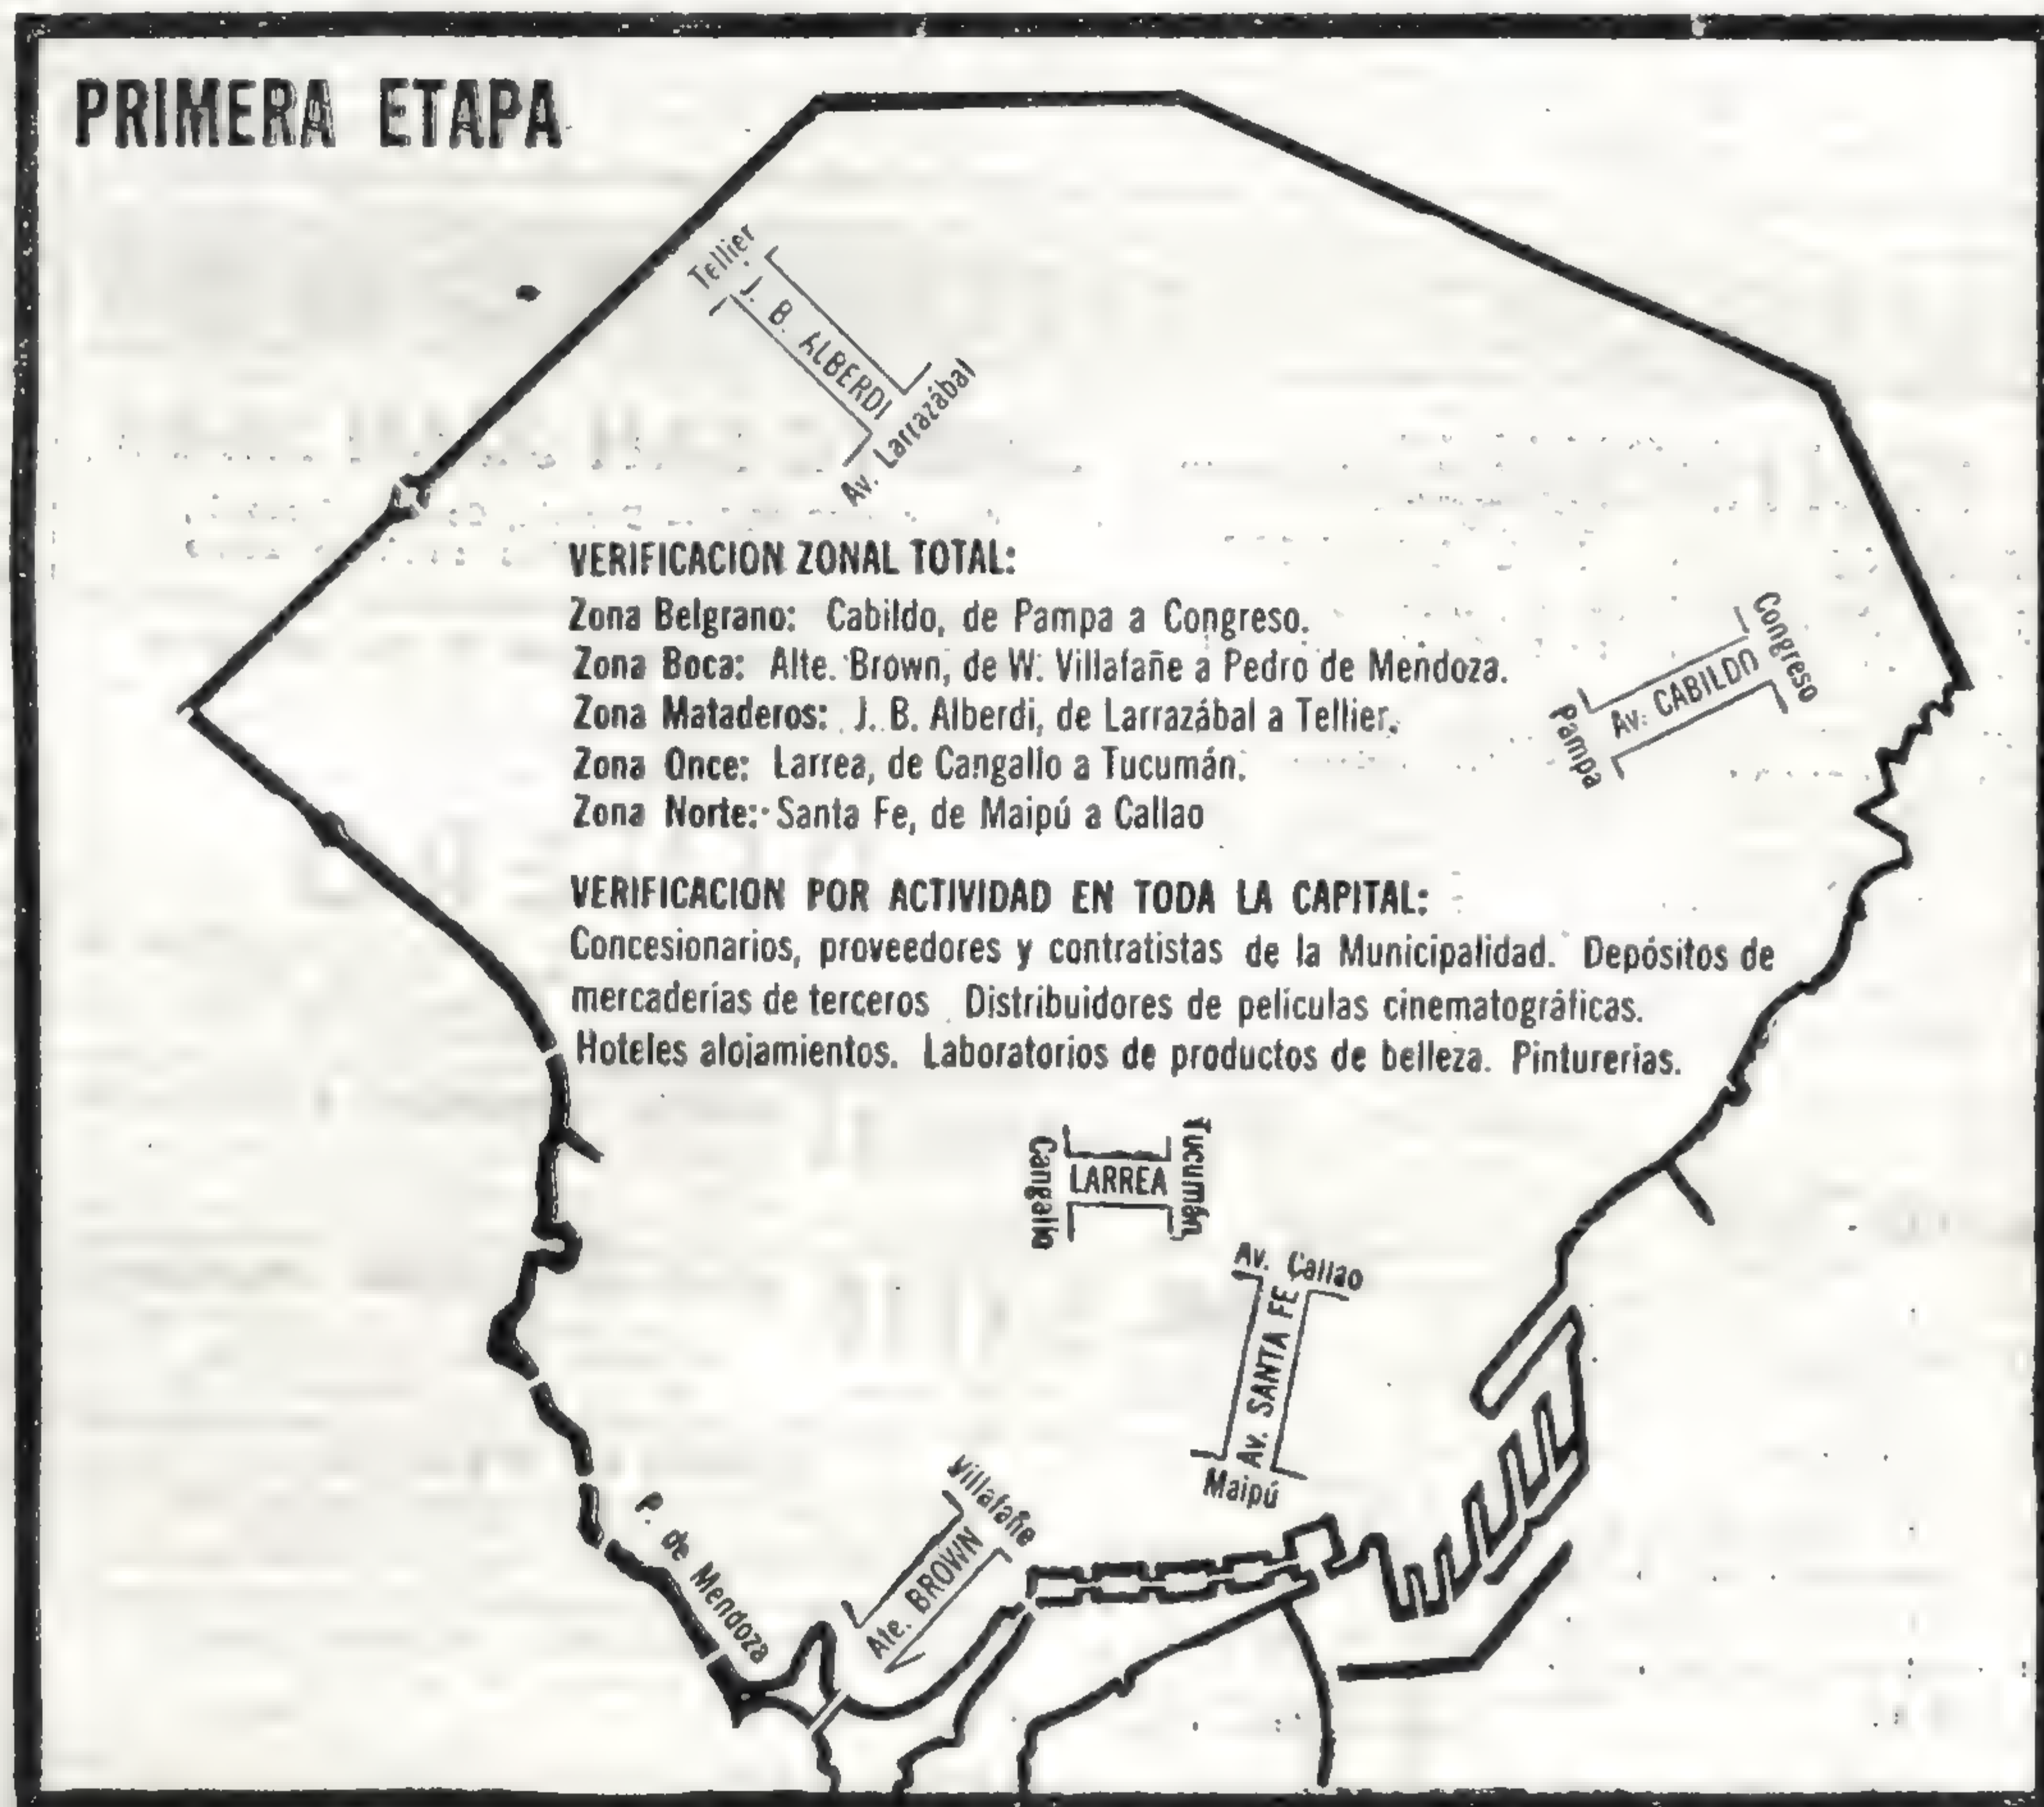 PRIMERA ETAPA
Tellier
J. B. ALBERDI
Av. Larrazábal
VERIFICACION ZONAL TOTAL:
Zona Belgrano: Cabildo, de Pampa a Congreso.
Zona Boca: Alte. Brown, de W. Villafañe a Pedro de Mendoza.
Zona Mataderos: J. B. Alberdi, de Larrazábal a Tellier.
Zona Once: Larrea, de Cangallo a Tucumán.
Zona Norte: Santa Fe, de Maipú a Callao
Congreso
Av. CABILDO
Pampa
VERIFICACION POR ACTIVIDAD EN TODA LA CAPITAL:
Concesionarios, proveedores y contratistas de la Municipalidad. Depósitos de
mercaderías de terceros Distribuidores de películas cinematográficas.
Hoteles alojamientos. Laboratorios de productos de belleza. Pinturerías.
Cangallo
LARREA
Tucumán
Av. Callao
Av. SANTA FE
Maipú
Villafañe
Ate. BROWN
P. de Mendoza